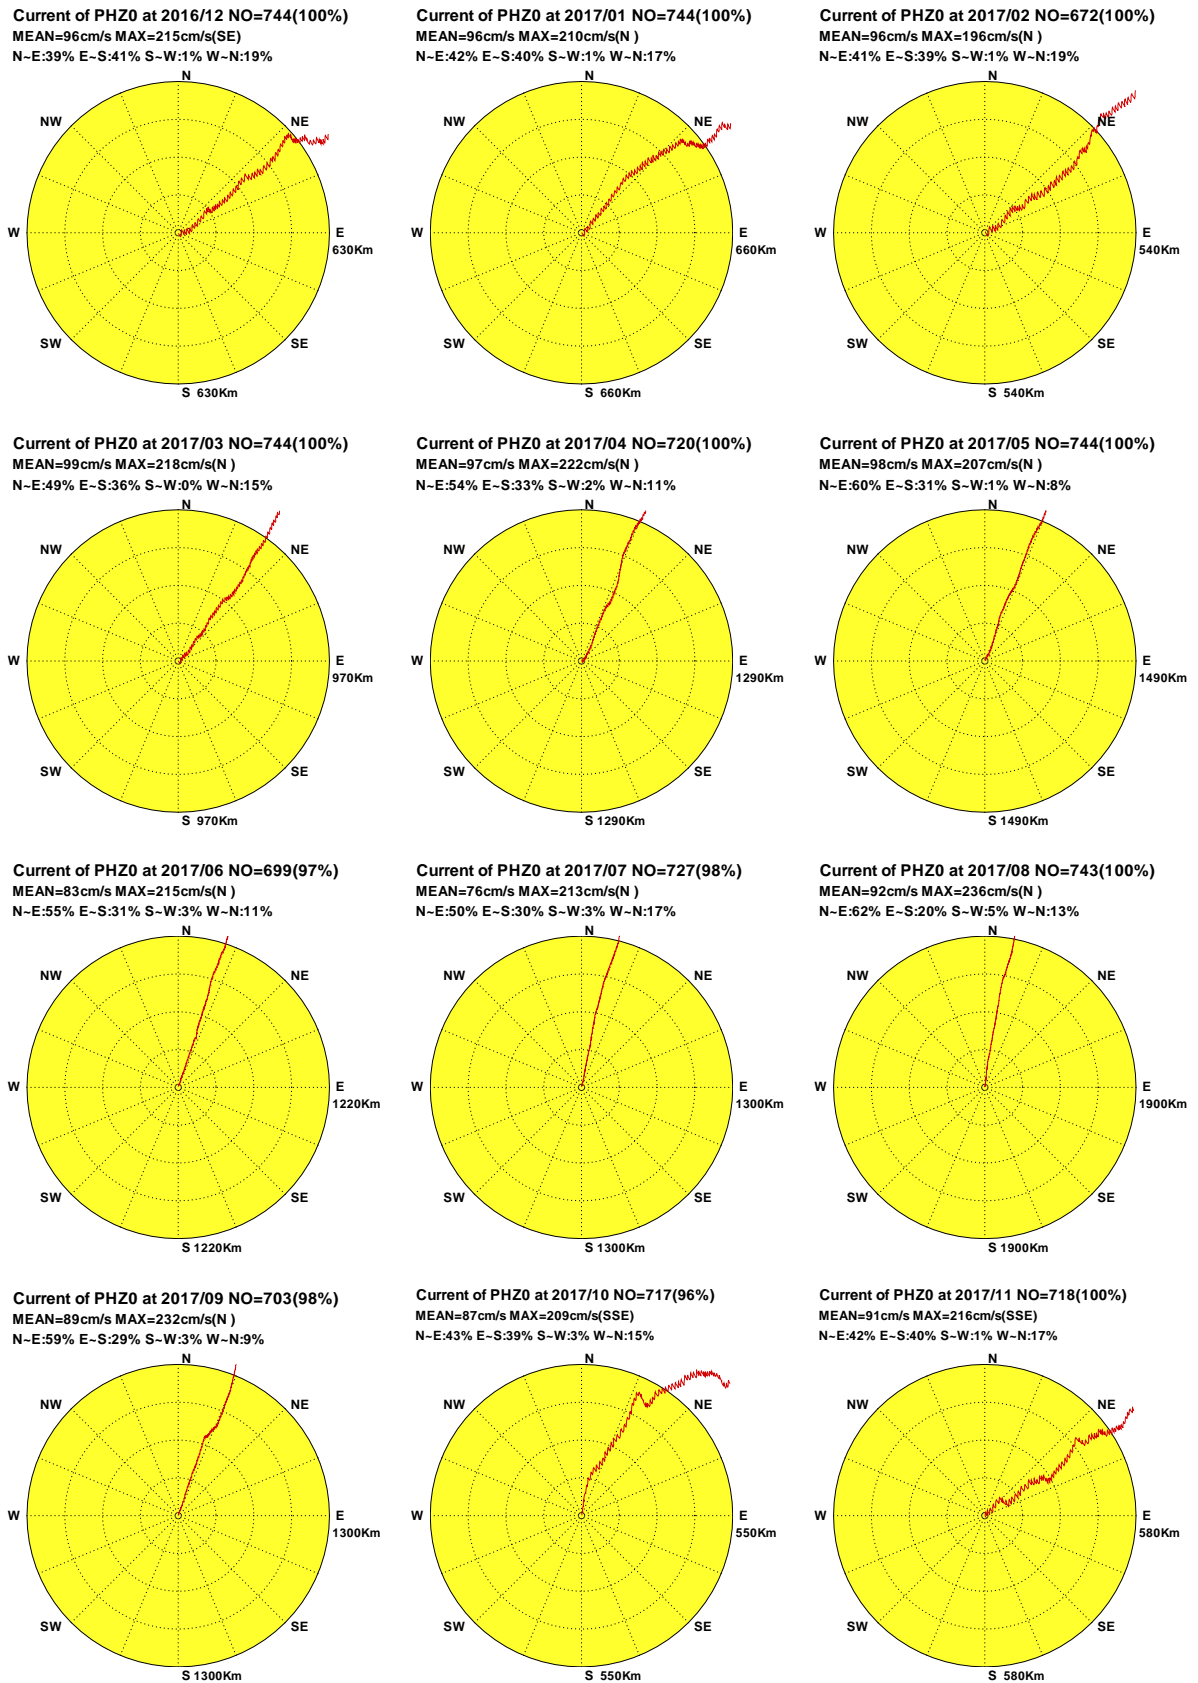 Current of PHZ0 at 2016/12 NO=744(100%)
MEAN=96cm/s MAX=215cm/s(SE)
N~E:39% E~S:41% S~W:1% W~N:19%
N
NW
NE
W
E
630Km
SW
SE
S 630Km
Current of PHZ0 at 2017/01 NO=744(100%)
MEAN=96cm/s MAX=210cm/s(N )
N~E:42% E~S:40% S~W:1% W~N:17%
N
NW
NE
W
E
660Km
SW
SE
S 660Km
Current of PHZ0 at 2017/02 NO=672(100%)
MEAN=96cm/s MAX=196cm/s(N )
N~E:41% E~S:39% S~W:1% W~N:19%
N
NW
NE
W
E
540Km
SW
SE
S 540Km
Current of PHZ0 at 2017/03 NO=744(100%)
MEAN=99cm/s MAX=218cm/s(N )
N~E:49% E~S:36% S~W:0% W~N:15%
N
NW
NE
W
E
970Km
SW
SE
S 970Km
Current of PHZ0 at 2017/04 NO=720(100%)
MEAN=97cm/s MAX=222cm/s(N )
N~E:54% E~S:33% S~W:2% W~N:11%
N
NW
NE
W
E
1290Km
SW
SE
S 1290Km
Current of PHZ0 at 2017/05 NO=744(100%)
MEAN=98cm/s MAX=207cm/s(N )
N~E:60% E~S:31% S~W:1% W~N:8%
N
NW
NE
W
E
1490Km
SW
SE
S 1490Km
Current of PHZ0 at 2017/06 NO=699(97%)
MEAN=83cm/s MAX=215cm/s(N )
N~E:55% E~S:31% S~W:3% W~N:11%
N
NW
NE
W
E
1220Km
SW
SE
S 1220Km
Current of PHZ0 at 2017/07 NO=727(98%)
MEAN=76cm/s MAX=213cm/s(N )
N~E:50% E~S:30% S~W:3% W~N:17%
N
NW
NE
W
E
1300Km
SW
SE
S 1300Km
Current of PHZ0 at 2017/08 NO=743(100%)
MEAN=92cm/s MAX=236cm/s(N )
N~E:62% E~S:20% S~W:5% W~N:13%
N
NW
NE
W
E
1900Km
SW
SE
S 1900Km
Current of PHZ0 at 2017/09 NO=703(98%)
MEAN=89cm/s MAX=232cm/s(N )
N~E:59% E~S:29% S~W:3% W~N:9%
N
NW
NE
W
E
1300Km
SW
SE
S 1300Km
Current of PHZ0 at 2017/10 NO=717(96%)
MEAN=87cm/s MAX=209cm/s(SSE)
N~E:43% E~S:39% S~W:3% W~N:15%
N
NW
NE
W
E
550Km
SW
SE
S 550Km
Current of PHZ0 at 2017/11 NO=718(100%)
MEAN=91cm/s MAX=216cm/s(SSE)
N~E:42% E~S:40% S~W:1% W~N:17%
N
NW
NE
W
E
580Km
SW
SE
S 580Km